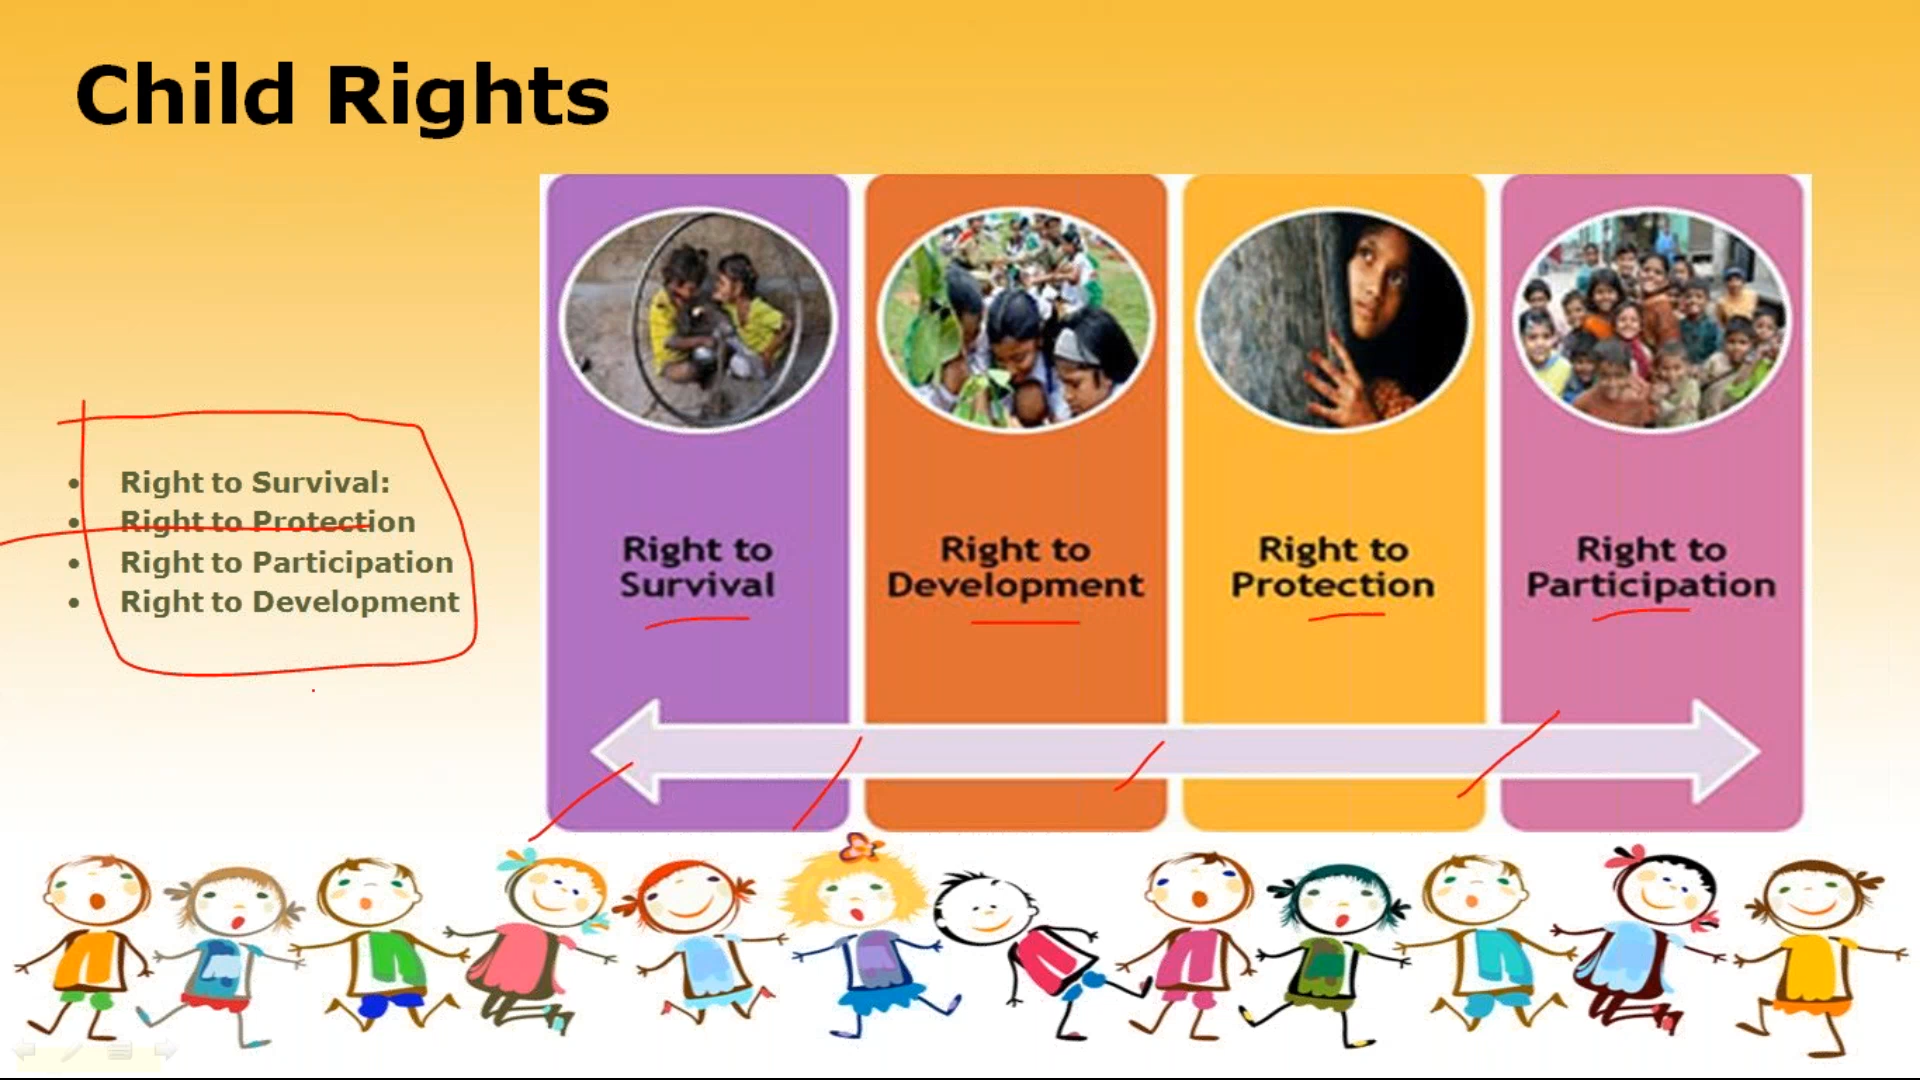 Child Rights
• Right to Survival:
• Right to Protection
• Right to Participation
• Right to Development
Right to
Survival
Right to
Development
Right to
Protection
Right to
Participation